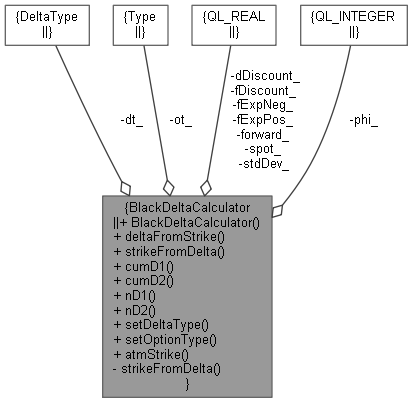 {DeltaType
||}
{Type
||}
{QL_REAL
||}
{QL_INTEGER
||}
-dt_
-ot_
-dDiscount_
-fDiscount_
-fExpNeg_
-fExpPos_
-forward_
-spot_
-stdDev_
-phi_
{BlackDeltaCalculator
||+ BlackDeltaCalculator()
+ deltaFromStrike()
+ strikeFromDelta()
+ cumD1()
+ cumD2()
+ nD1()
+ nD2()
+ setDeltaType()
+ setOptionType()
+ atmStrike()
- strikeFromDelta()
}